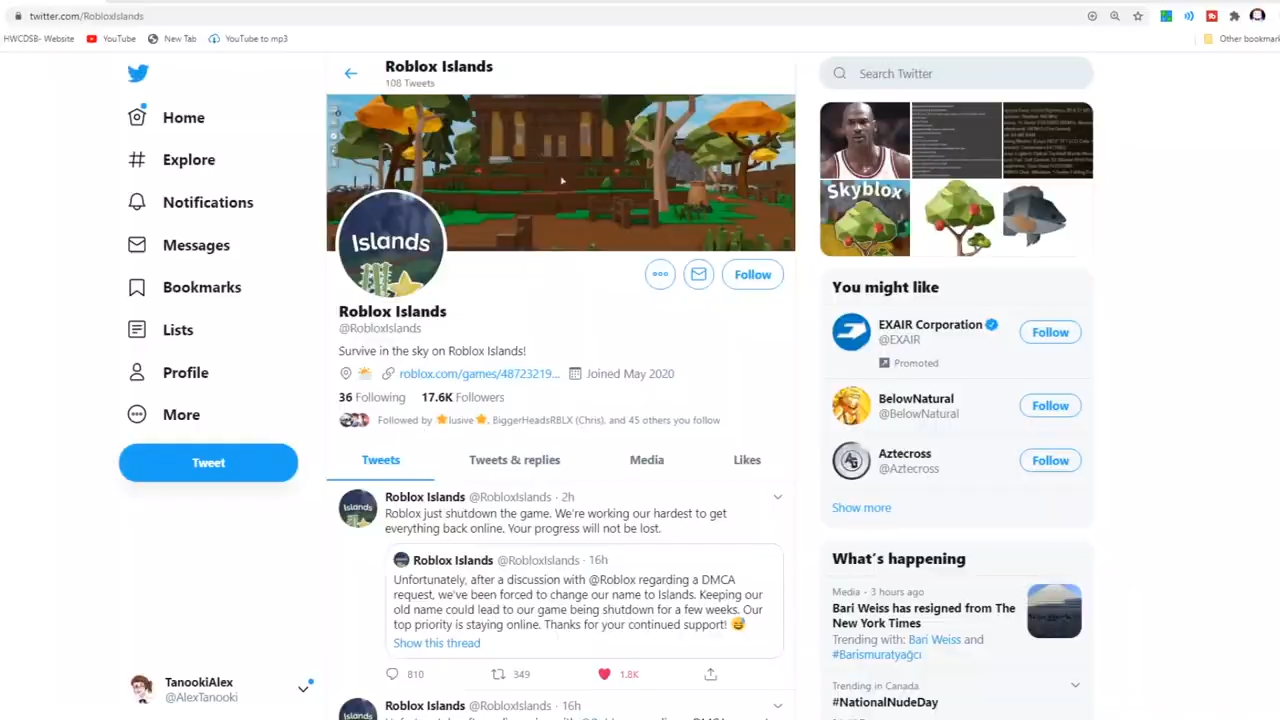 twitter.com/RobloxIslands
HWCDSB- Website
YouTube
New Tab
YouTube to mp3
Other bookmark
Home
Explore
Notifications
Messages
Bookmarks
Lists
Profile
More
Tweet
TanookiAlex
@AlexTanooki
Roblox Islands
108 Tweets
Islands
Follow
Roblox Islands
@RobloxIslands
Survive in the sky on Roblox Islands!
roblox.com/games/48723219... Joined May 2020
36 Following 17.6K Followers
Followed by lusive, BiggerHeadsRBLX (Chris), and 45 others you follow
Tweets Tweets & replies Media Likes
Islands
Roblox Islands @RobloxIslands · 2h
Roblox just shutdown the game. We're working our hardest to get
everything back online. Your progress will not be lost.
Roblox Islands @RobloxIslands · 16h
Unfortunately, after a discussion with @Roblox regarding a DMCA
request, we've been forced to change our name to Islands. Keeping our
old name could lead to our game being shutdown for a few weeks. Our
top priority is staying online. Thanks for your continued support! 😅
Show this thread
810 349 1.8K
Islands
Roblox Islands @RobloxIslands · 16h
Search Twitter
Skyblox
You might like
EXAIR Corporation
@EXAIR
Follow
Promoted
BelowNatural
@BelowNatural
Follow
Aztecross
@Aztecross
Follow
Show more
What's happening
Media · 3 hours ago
Bari Weiss has resigned from The
New York Times
Trending with: Bari Weiss and
#Barismuratyağcı
Trending in Canada
#NationalNudeDay